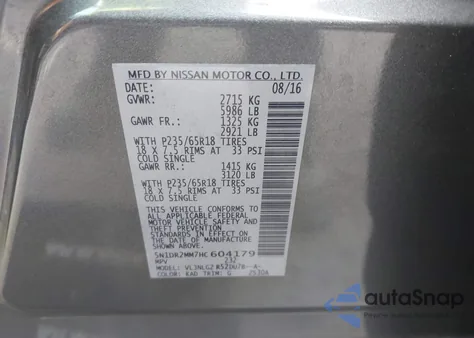 MFD BY NISSAN MOTOR CO., LTD.
DATE: 08/16
GVWR: 2715 KG
5986 LB
GAWR FR.: 1325 KG
2921 LB
WITH P235/65R18 TIRES
18 X 7.5 RIMS AT 33 PSI
COLD SINGLE
GAWR RR.: 1415 KG
3120 LB
WITH P235/65R18 TIRES
18 X 7.5 RIMS AT 33 PSI
COLD SINGLE
THIS VEHICLE CONFORMS TO
ALL APPLICABLE FEDERAL
MOTOR VEHICLE SAFETY AND
THEFT PREVENTION
STANDARDS IN EFFECT ON THE
DATE OF MANUFACTURE
SHOWN ABOVE.
5N1DR2MM7HC604179
MPV 232
COLOR: KAD TRIM: G
autoSnap